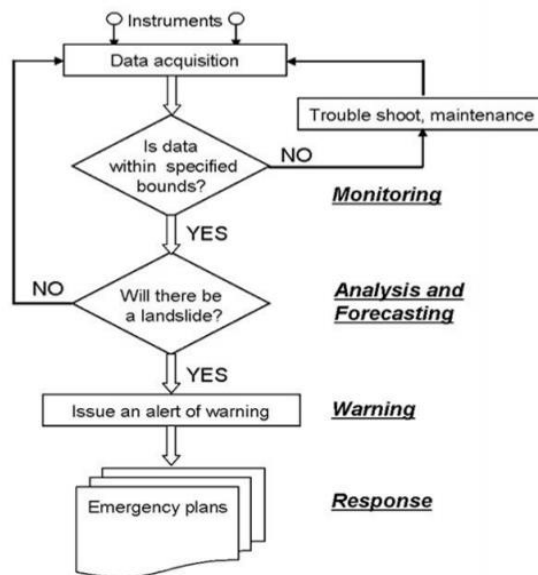 Instruments
Data acquisition
Trouble shoot, maintenance
Is data
within specified
bounds?
NO
Monitoring
YES
NO
Will there be
a landslide?
Analysis and
Forecasting
YES
Issue an alert of warning
Warning
Emergency plans
Response